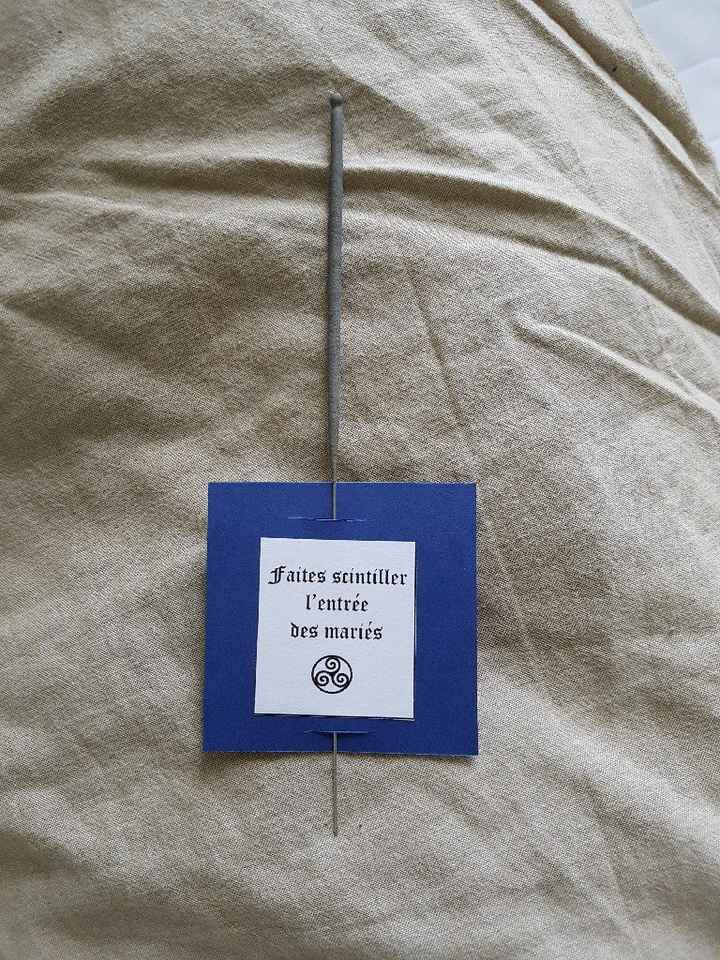 Faites scintiller
l'entrée
des mariés